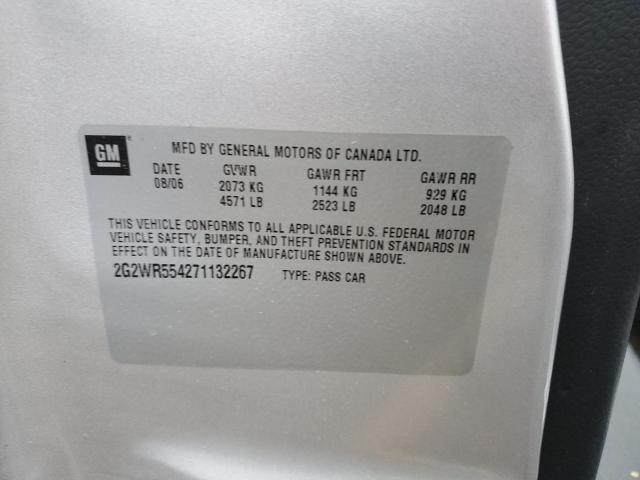 GM MFD BY GENERAL MOTORS OF CANADA LTD.
DATE GVWR GAWR FRT GAWR RR
08/06 2073 KG 1144 KG 929 KG
4571 LB 2523 LB 2048 LB
THIS VEHICLE CONFORMS TO ALL APPLICABLE U.S. FEDERAL MOTOR
VEHICLE SAFETY, BUMPER, AND THEFT PREVENTION STANDARDS IN
EFFECT ON THE DATE OF MANUFACTURE SHOWN ABOVE.
2G2WR554271132267 TYPE: PASS CAR